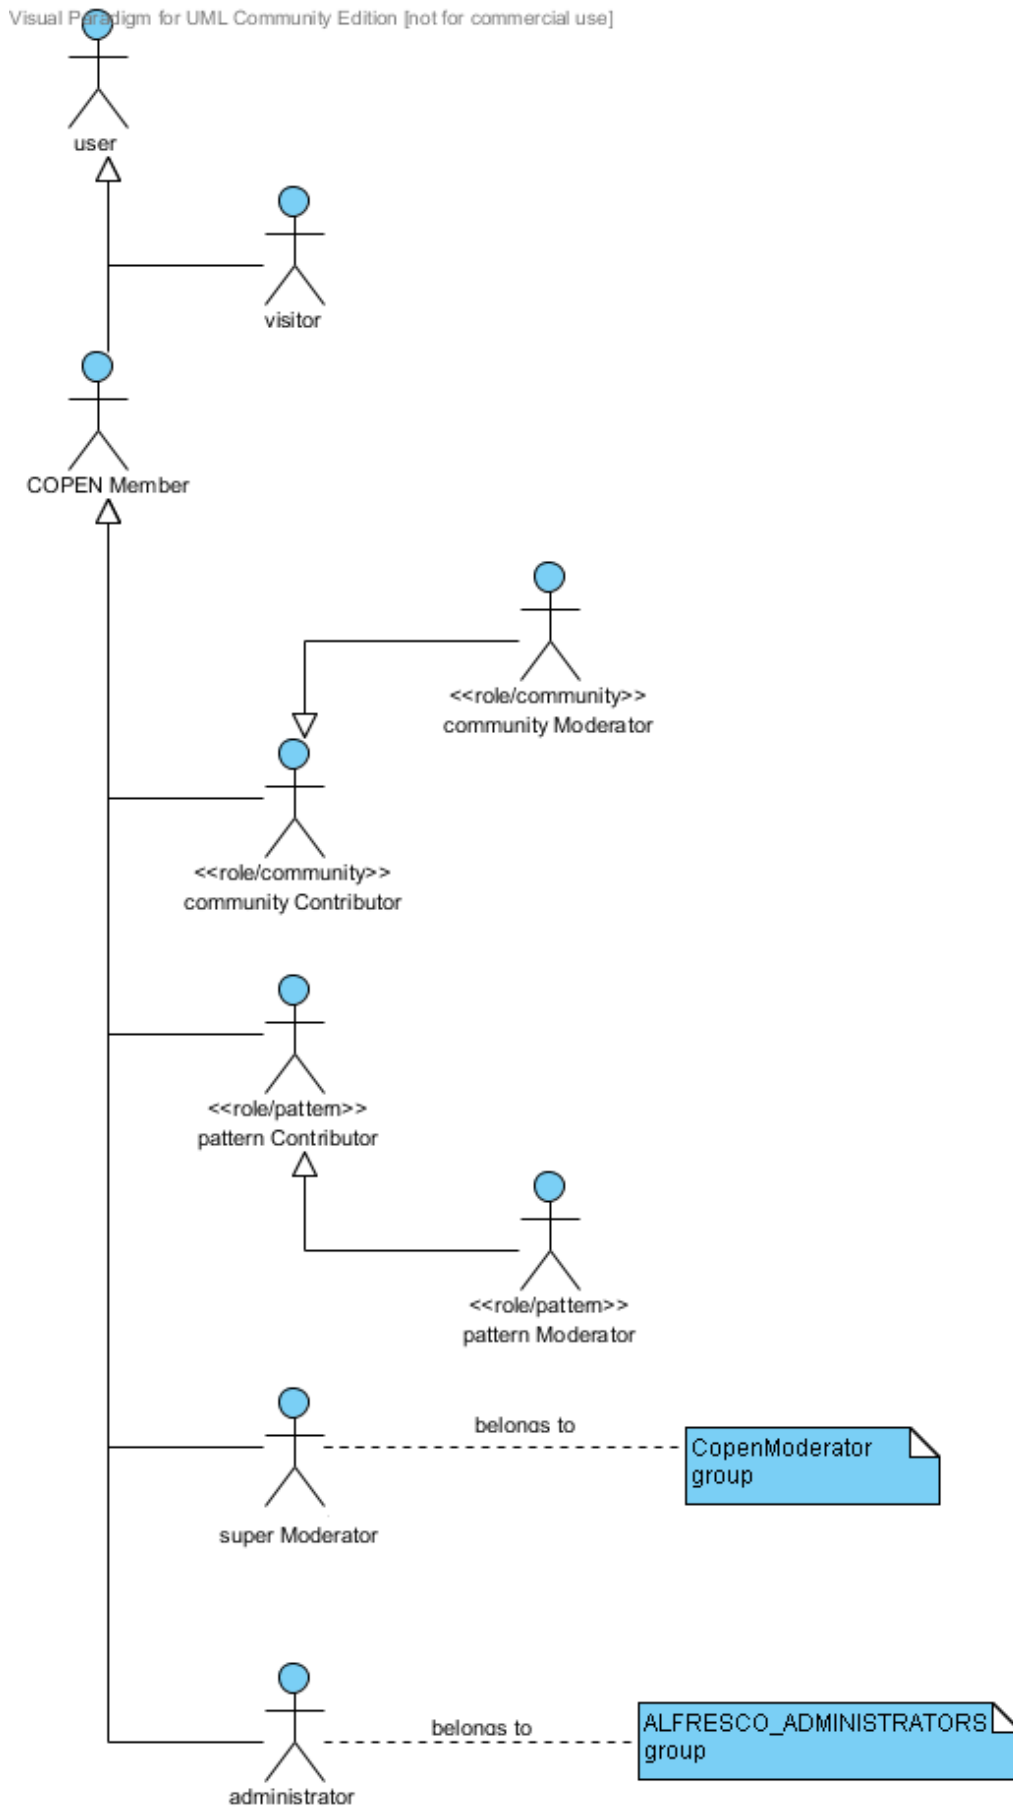 Visual Paradigm for UML Community Edition [not for commercial use]
user
visitor
COPEN Member
<<role/community>>
community Moderator
<<role/community>>
community Contributor
<<role/pattern>>
pattern Contributor
<<role/pattern>>
pattern Moderator
belongs to
CopenModerator
group
super Moderator
belongs to
ALFRESCO_ADMINISTRATORS
group
administrator